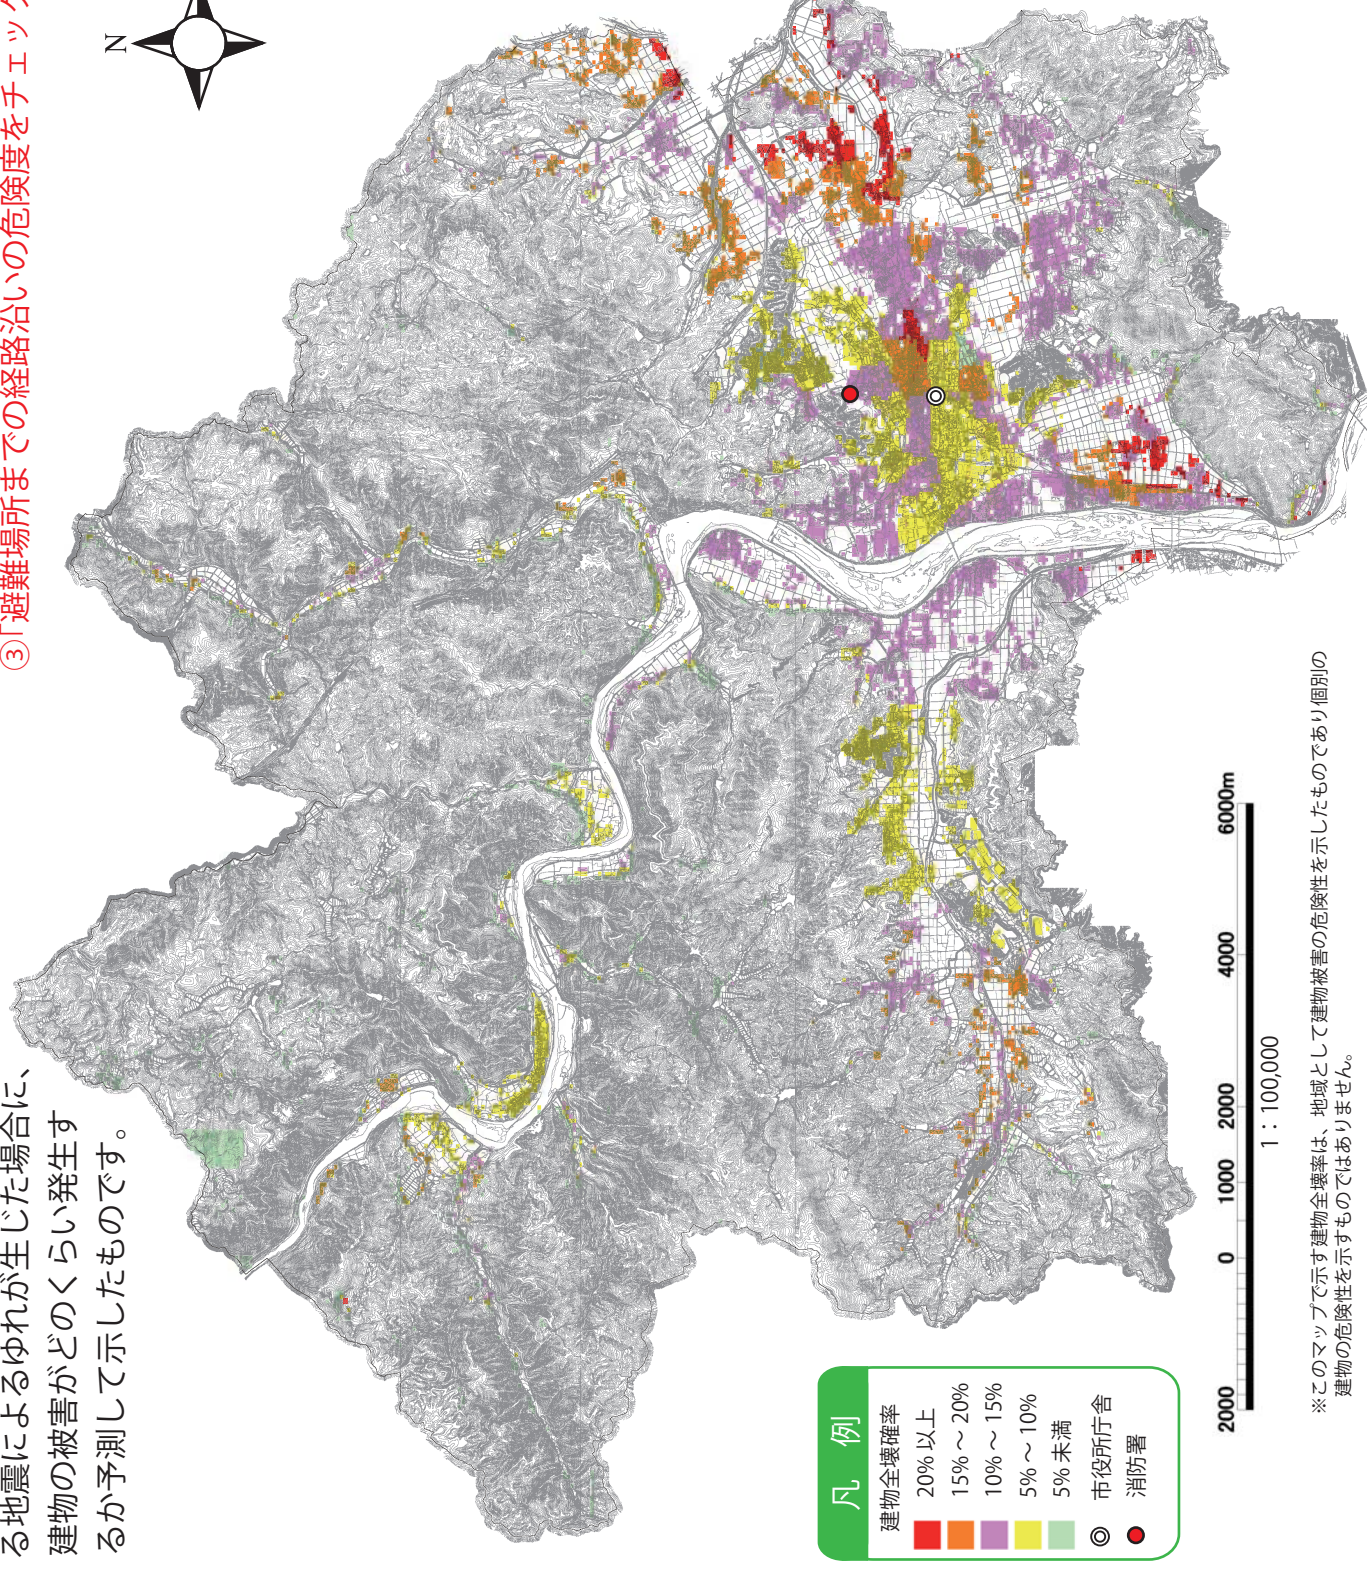 ③「避難場所までの経路沿いの危険度をチェック
る地震によるゆれが生じた場合に、
建物の被害がどのくらい発生す
るか予測して示したものです。
N
凡 例
建物全壊確率
20% 以上
15% ～ 20%
10% ～ 15%
5% ～ 10%
5% 未満
市役所庁舎
消防署
2000 0 1000 2000 4000 6000m
1：100,000
※このマップで示す建物全壊率は、地域として建物被害の危険性を示したものであり個別の
建物の危険性を示すものではありません。